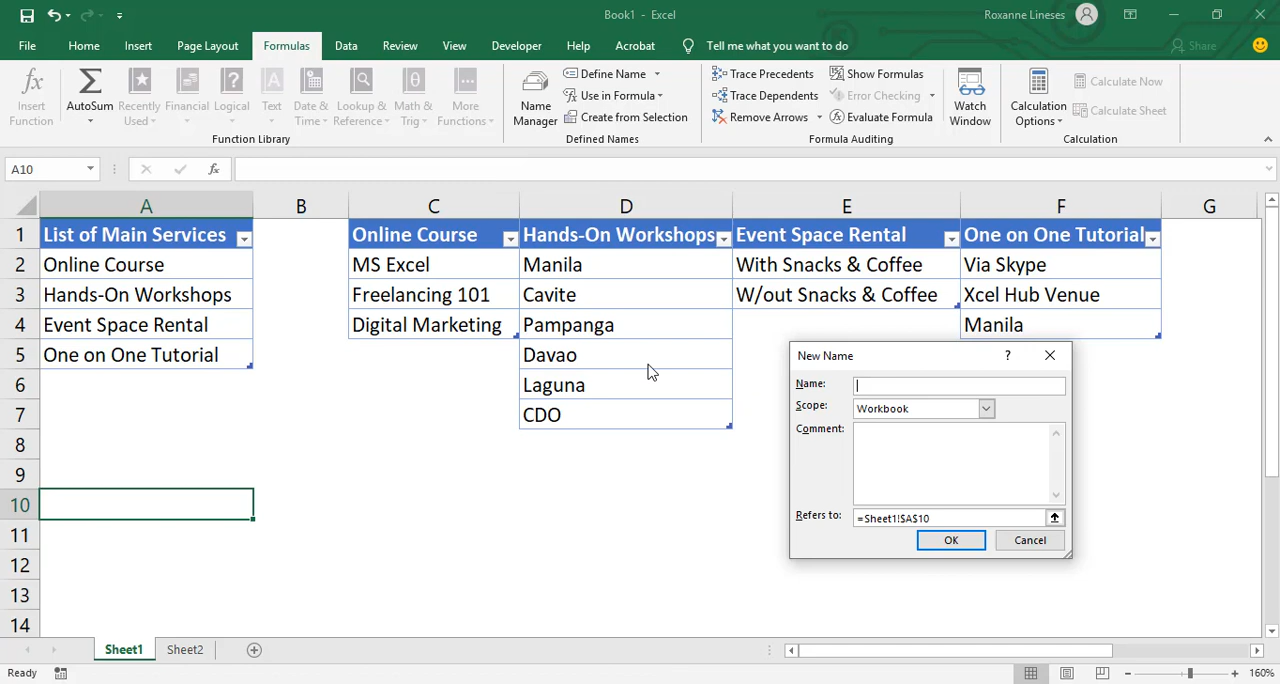 Book1 - Excel
Roxanne Lineses
File Home Insert Page Layout Formulas Data Review View Developer Help Acrobat Tell me what you want to do Share
Insert Function
AutoSum
Recently Used
Financial
Logical
Text
Date & Time
Lookup & Reference
Math & Trig
More Functions
Function Library
Name Manager
Define Name
Use in Formula
Create from Selection
Defined Names
Trace Precedents
Trace Dependents
Remove Arrows
Show Formulas
Error Checking
Evaluate Formula
Formula Auditing
Watch Window
Calculation Options
Calculate Now
Calculate Sheet
Calculation
A10 fx
A B C D E F G
1 List of Main Services Online Course Hands-On Workshops Event Space Rental One on One Tutorial
2 Online Course MS Excel Manila With Snacks & Coffee Via Skype
3 Hands-On Workshops Freelancing 101 Cavite W/out Snacks & Coffee Xcel Hub Venue
4 Event Space Rental Digital Marketing Pampanga Manila
5 One on One Tutorial Davao
6 Laguna
7 CDO
8
9
10
11
12
13
14
New Name
?
Name:
Scope: Workbook
Comment:
Refers to: =Sheet1!$A$10
OK Cancel
Sheet1 Sheet2
Ready
160%